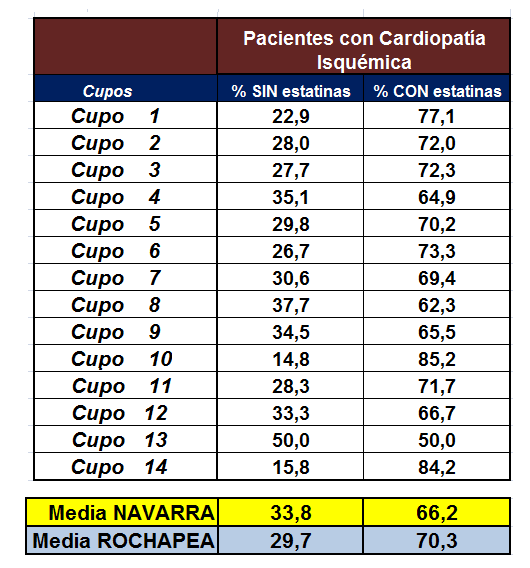 Pacientes con Cardiopatía
Isquémica
Cupos % SIN estatinas % CON estatinas
Cupo 1 22,9 77,1
Cupo 2 28,0 72,0
Cupo 3 27,7 72,3
Cupo 4 35,1 64,9
Cupo 5 29,8 70,2
Cupo 6 26,7 73,3
Cupo 7 30,6 69,4
Cupo 8 37,7 62,3
Cupo 9 34,5 65,5
Cupo 10 14,8 85,2
Cupo 11 28,3 71,7
Cupo 12 33,3 66,7
Cupo 13 50,0 50,0
Cupo 14 15,8 84,2
Media NAVARRA 33,8 66,2
Media ROCHAPEA 29,7 70,3